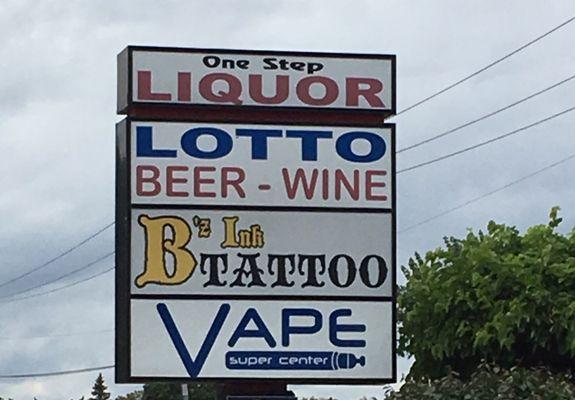 One Step
LIQUOR
LOTTO
BEER - WINE
B'z Ink
TATTOO
VAPE
super center